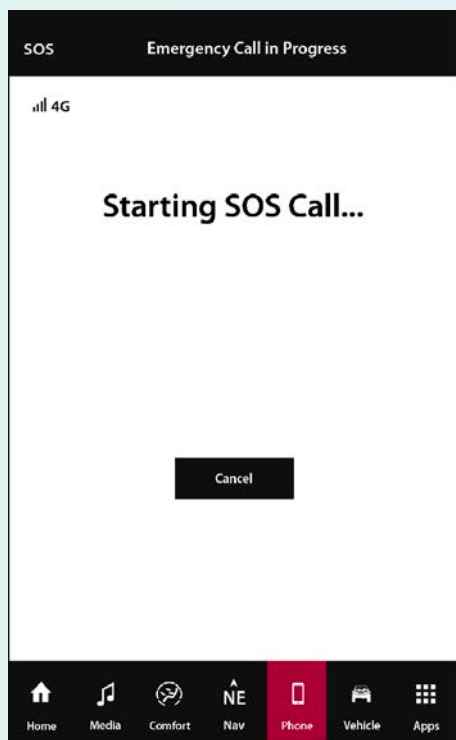 SOS Emergency Call in Progress
4G
Starting SOS Call...
Cancel
NE
Home Media Comfort Nav Phone Vehicle Apps